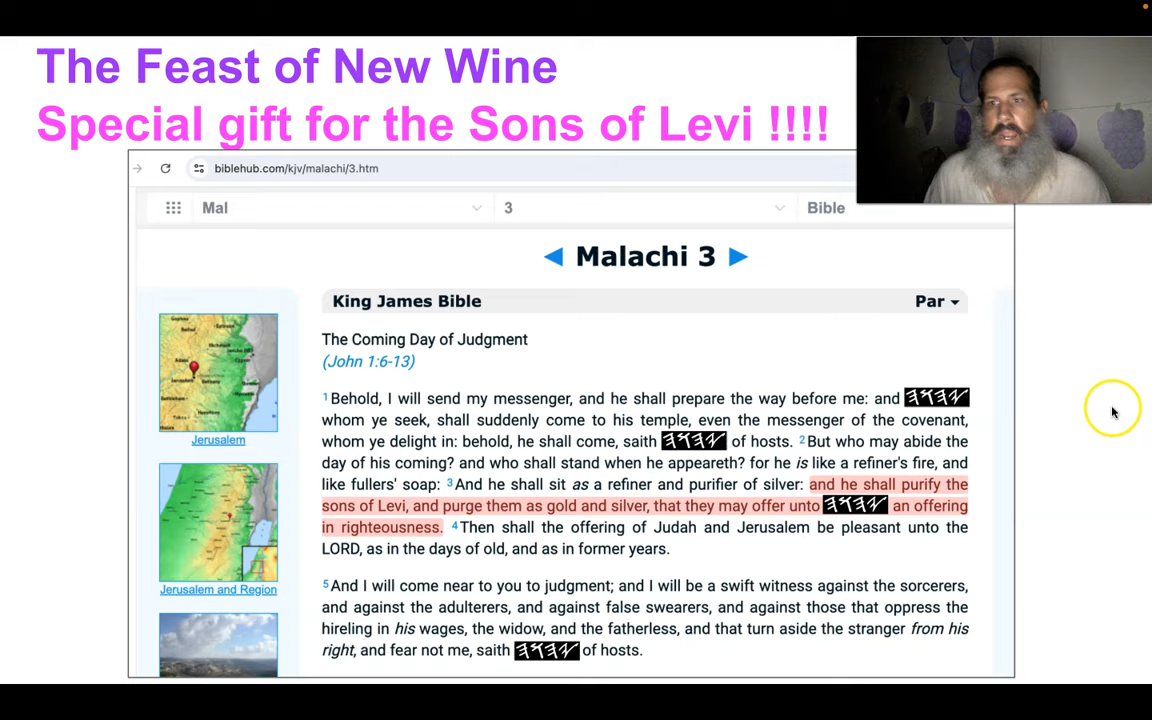 The Feast of New Wine
Special gift for the Sons of Levi !!!!
biblehub.com/kjv/malachi/3.htm
Mal 3 Bible
Malachi 3
King James Bible Par
The Coming Day of Judgment
(John 1:6-13)
1Behold, I will send my messenger, and he shall prepare the way before me: and 𐤉𐤄𐤅𐤄
whom ye seek, shall suddenly come to his temple, even the messenger of the covenant,
whom ye delight in: behold, he shall come, saith 𐤉𐤄𐤅𐤄 of hosts. 2But who may abide the
day of his coming? and who shall stand when he appeareth? for he is like a refiner's fire, and
like fullers' soap: 3And he shall sit as a refiner and purifier of silver: and he shall purify the
sons of Levi, and purge them as gold and silver, that they may offer unto 𐤉𐤄𐤅𐤄 an offering
in righteousness. 4Then shall the offering of Judah and Jerusalem be pleasant unto the
LORD, as in the days of old, and as in former years.
5And I will come near to you to judgment; and I will be a swift witness against the sorcerers,
and against the adulterers, and against false swearers, and against those that oppress the
hireling in his wages, the widow, and the fatherless, and that turn aside the stranger from his
right, and fear not me, saith 𐤉𐤄𐤅𐤄 of hosts.
Jerusalem
Jerusalem and Region